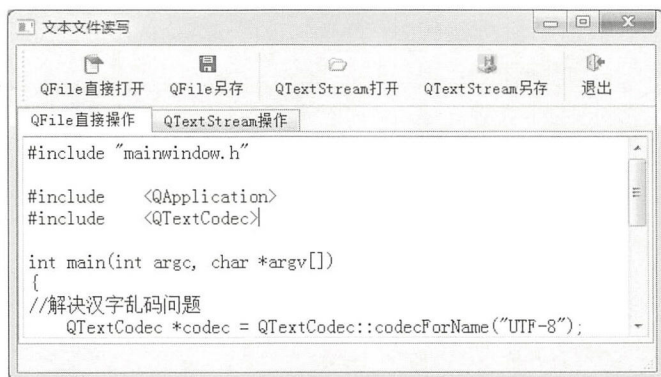 文本文件读写
QFile直接打开 QFile另存 QTextStream打开 QTextStream另存 退出
QFile直接操作 QTextStream操作
#include "mainwindow.h"
#include <QApplication>
#include <QTextCodec>
int main(int argc, char *argv[])
{
//解决汉字乱码问题
QTextCodec *codec = QTextCodec::codecForName("UTF-8");